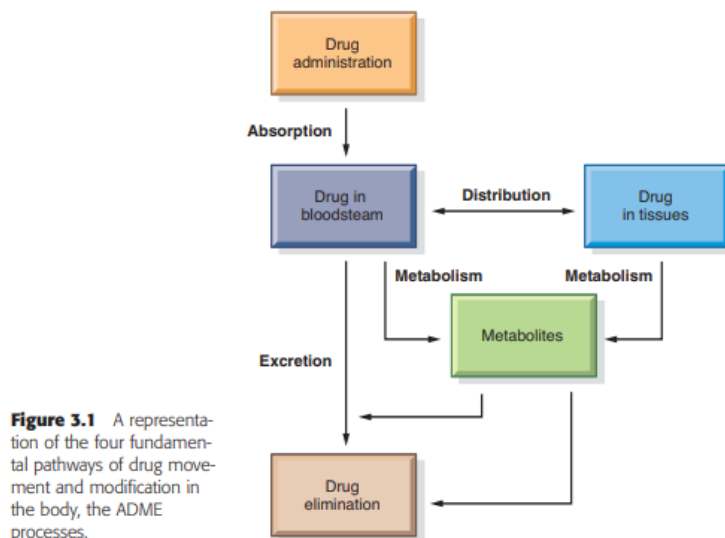 Drug
administration
Absorption
Drug in
bloodsteam
Distribution
Drug
in tissues
Metabolism
Metabolism
Metabolites
Excretion
Drug
elimination
Figure 3.1 A representa-
tion of the four fundamen-
tal pathways of drug move-
ment and modification in
the body, the ADME
processes.